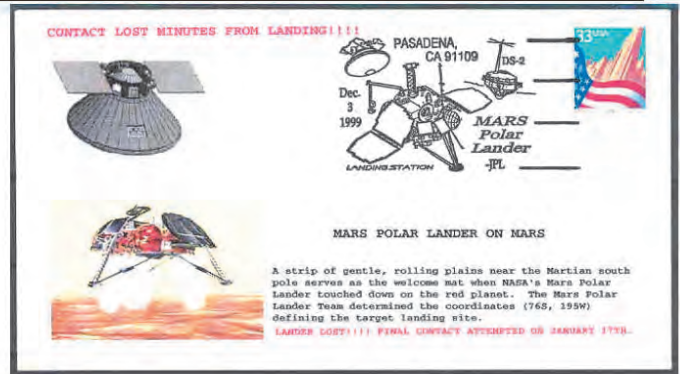 CONTACT LOST MINUTES FROM LANDING!!!!
PASADENA,
CA 91109
DS-2
33USA
Dec.
3
1999
MARS
Polar
Lander
-JPL
LANDING STATION
MARS POLAR LANDER ON MARS
A strip of gentle, rolling plains near the Martian south
pole serves as the welcome mat when NASA's Mars Polar
Lander touched down on the red planet. The Mars Polar
Lander Team determined the coordinates (76S, 195W)
defining the target landing site.
LANDER LOST!!!! FINAL CONTACT ATTEMPTED ON JANUARY 17TH.